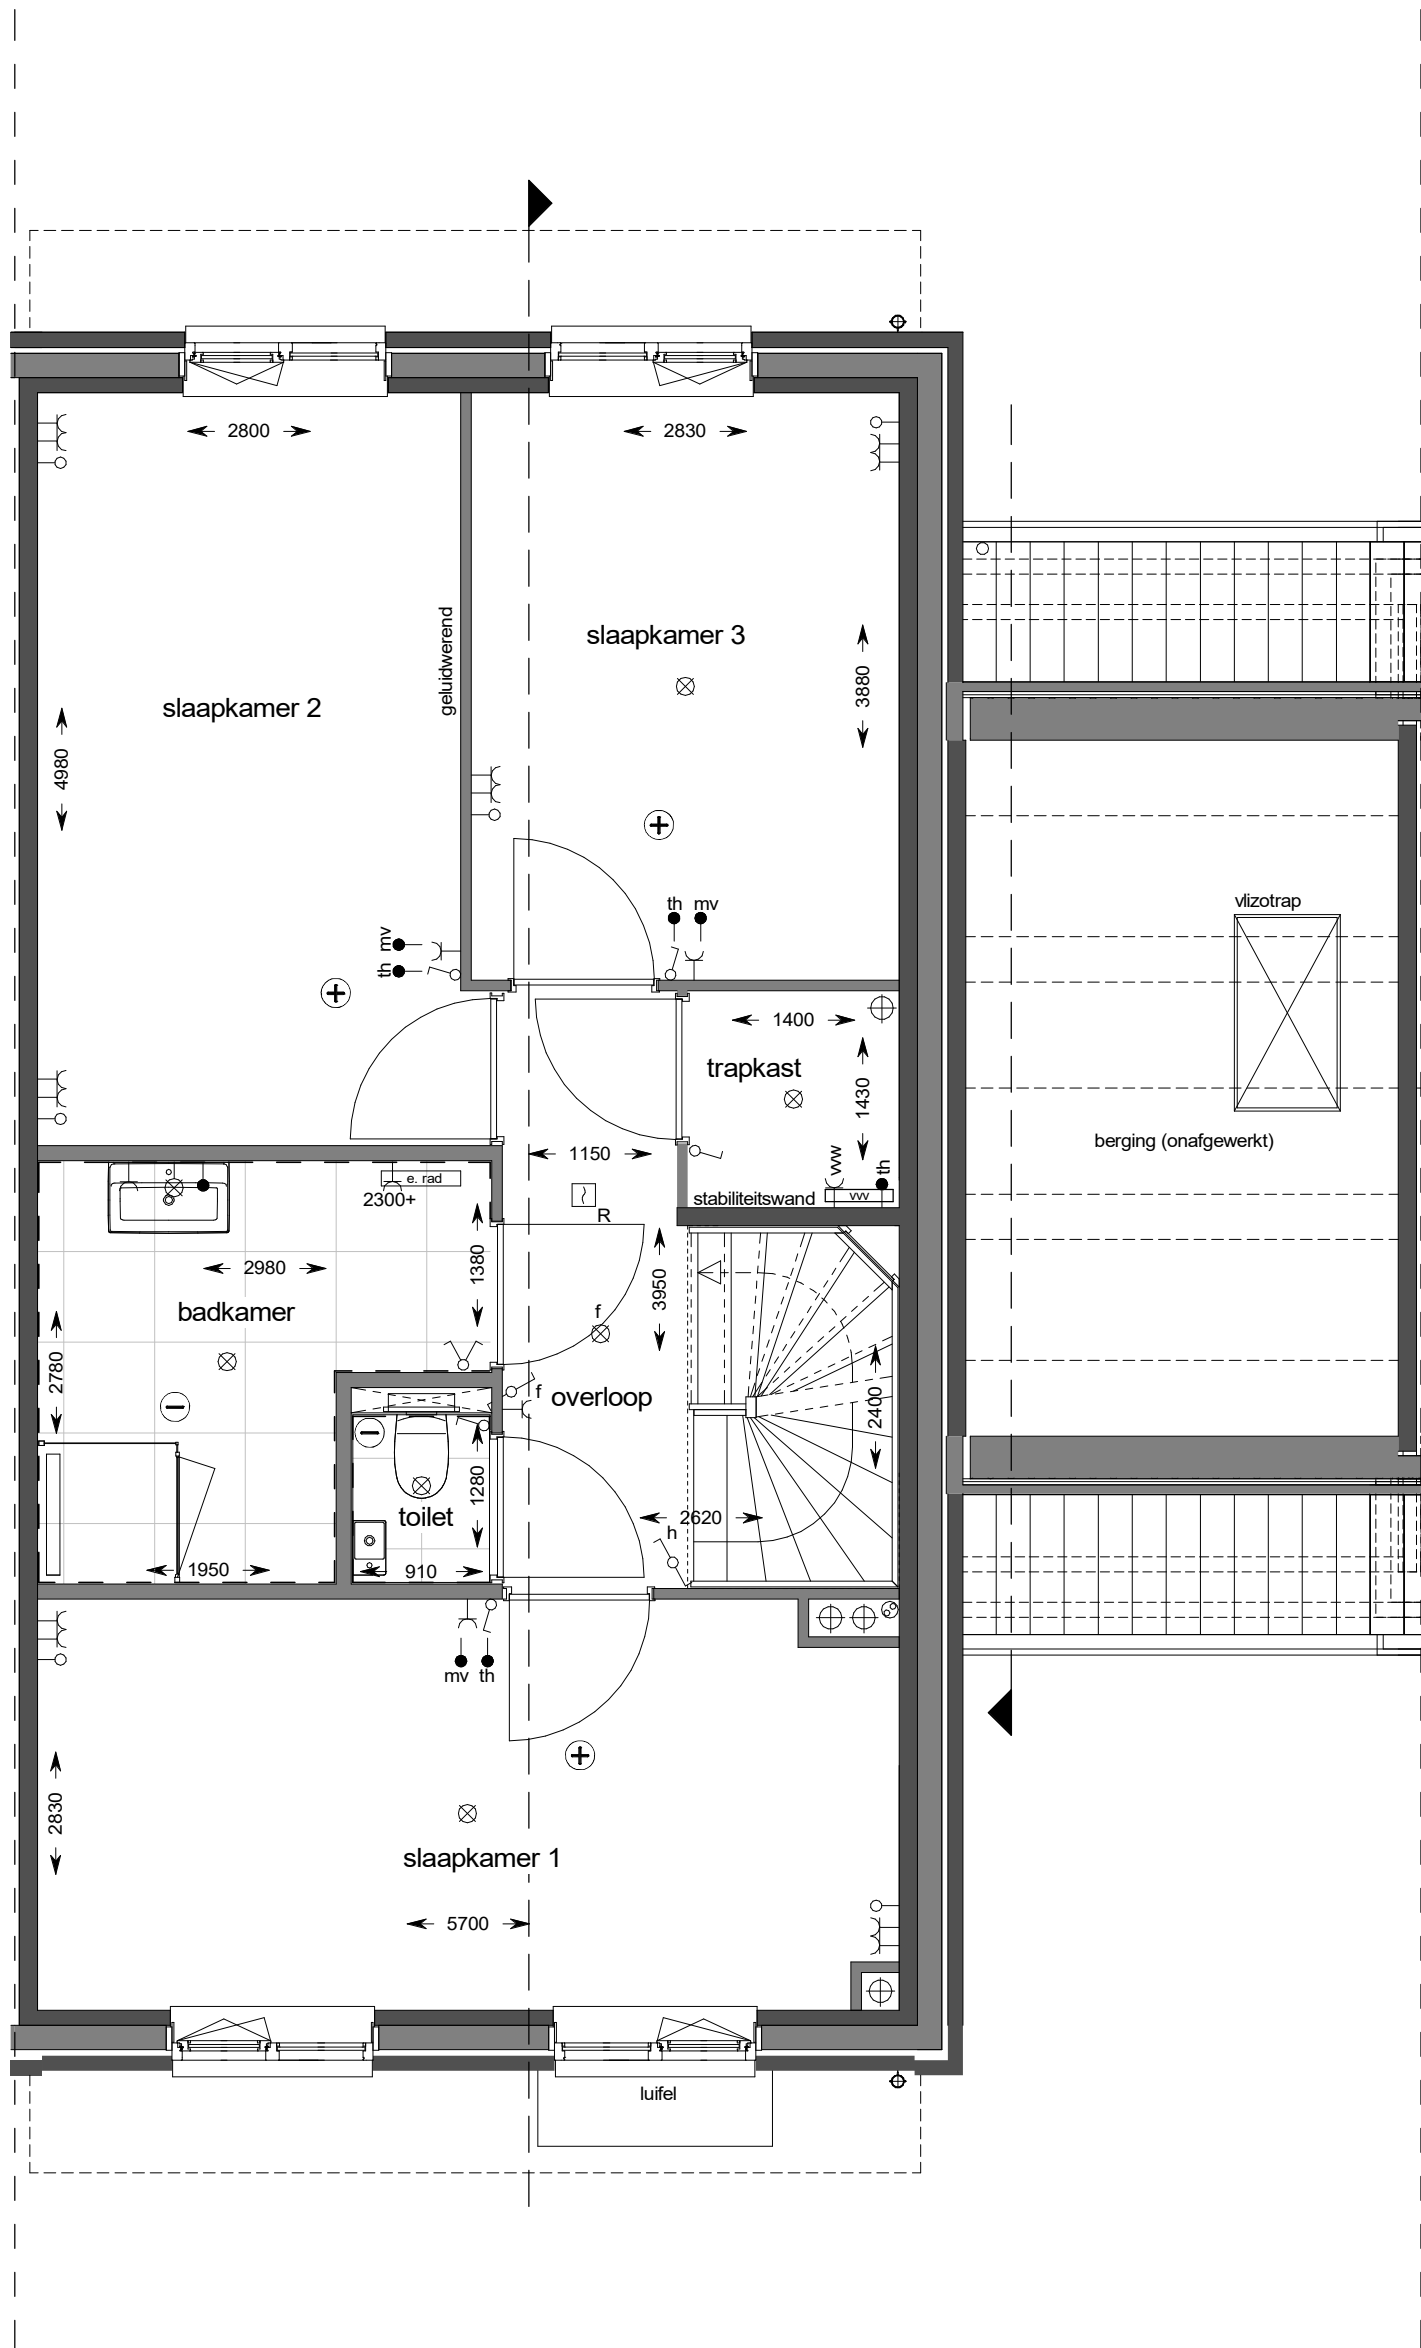 2800
2830
geluidwerend
slaapkamer 3
3880
slaapkamer 2
4980
vlizotrap
th mv
mv
th
1400
trapkast
1430
berging (onafgewerkt)
1150
vvv
th
e. rad
2300+
stabiliteitswand
vvv
R
1380
2980
3950
badkamer
f
2780
f
overloop
2400
1280
toilet
2620
h
1950
910
mv th
2830
slaapkamer 1
5700
luifel